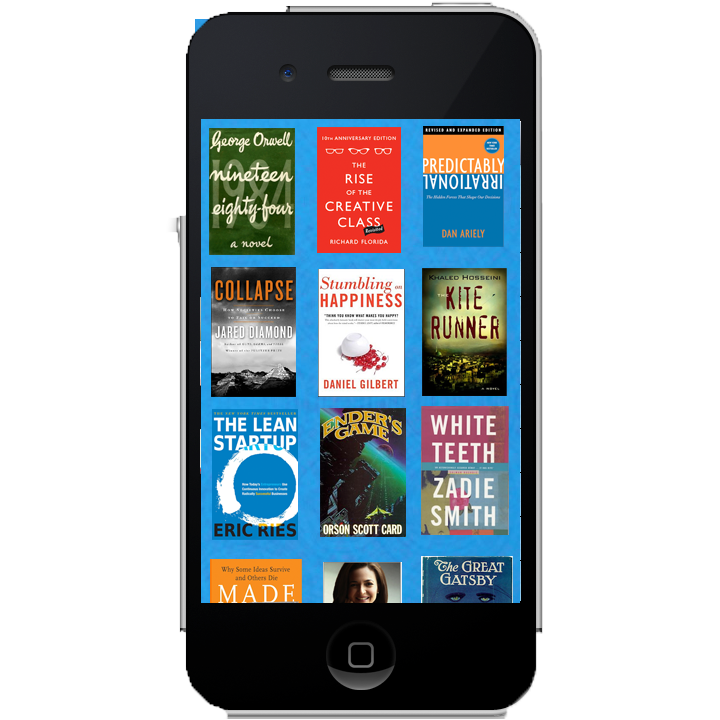 George Orwell
1984
nineteen
eighty-four
a novel
10TH ANNIVERSARY EDITION
THE
RISE
OF THE
CREATIVE
CLASS
Revisited
RICHARD FLORIDA
REVISED AND EXPANDED EDITION
PREDICTABLY
IRRATIONAL
The Hidden Forces That Shape Our Decisions
DAN ARIELY
COLLAPSE
HOW SOCIETIES CHOOSE
TO FAIL OR SUCCEED
JARED DIAMOND
Stumbling on
HAPPINESS
"THINK YOU KNOW WHAT MAKES YOU HAPPY?
DANIEL GILBERT
KHALED HOSSEINI
THE
KITE
RUNNER
A NOVEL
THE NEW YORK TIMES BESTSELLER
THE LEAN
STARTUP
How Today's Entrepreneurs Use
Continuous Innovation to Create
Radically Successful Businesses
ERIC RIES
ENDER'S
GAME
ORSON SCOTT CARD
WHITE
TEETH
ZADIE
SMITH
Why Some Ideas Survive
and Others Die
MADE
The GREAT
GATSBY